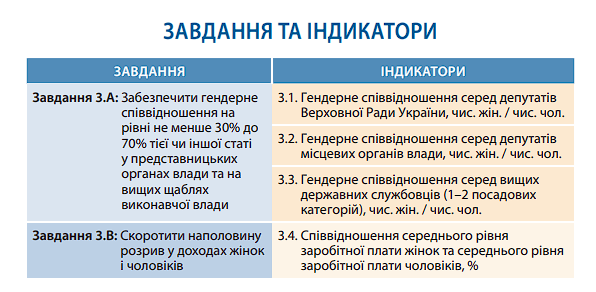 ЗАВДАННЯ ТА ІНДИКАТОРИ
ЗАВДАННЯ
ІНДИКАТОРИ
Завдання 3.А: Забезпечити гендерне
співвідношення на
рівні не менше 30% до
70% тієї чи іншої статі
у представницьких
органах влади та на
вищих щаблях
виконавчої влади
3.1. Гендерне співвідношення серед депутатів
Верховної Ради України, чис. жін. / чис. чол.
3.2. Гендерне співвідношення серед депутатів
місцевих органів влади, чис. жін. / чис. чол.
3.3. Гендерне співвідношення серед вищих
державних службовців (1–2 посадових
категорій), чис. жін. / чис. чол.
Завдання 3.В: Скоротити наполовину
розрив у доходах жінок
і чоловіків
3.4. Співвідношення середнього рівня
заробітної плати жінок та середнього рівня
заробітної плати чоловіків, %